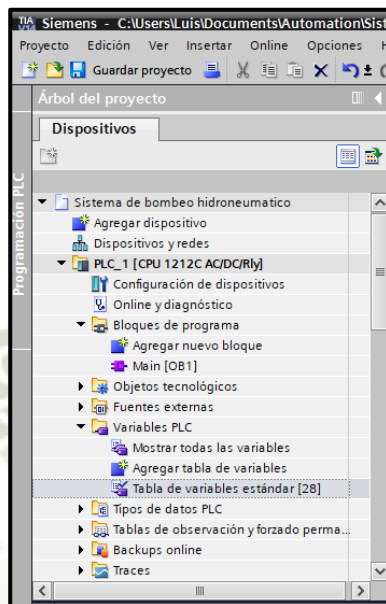 TIA V14 Siemens - C:\Users\Luis\Documents\Automation\Sist
Proyecto Edición Ver Insertar Online Opciones H
Guardar proyecto
Árbol del proyecto
Dispositivos
Programación PLC
Sistema de bombeo hidroneumatico
Agregar dispositivo
Dispositivos y redes
PLC_1 [CPU 1212C AC/DC/Rly]
Configuración de dispositivos
Online y diagnóstico
Bloques de programa
Agregar nuevo bloque
Main [OB1]
Objetos tecnológicos
Fuentes externas
Variables PLC
Mostrar todas las variables
Agregar tabla de variables
Tabla de variables estándar [28]
Tipos de datos PLC
Tablas de observación y forzado perma...
Backups online
Traces